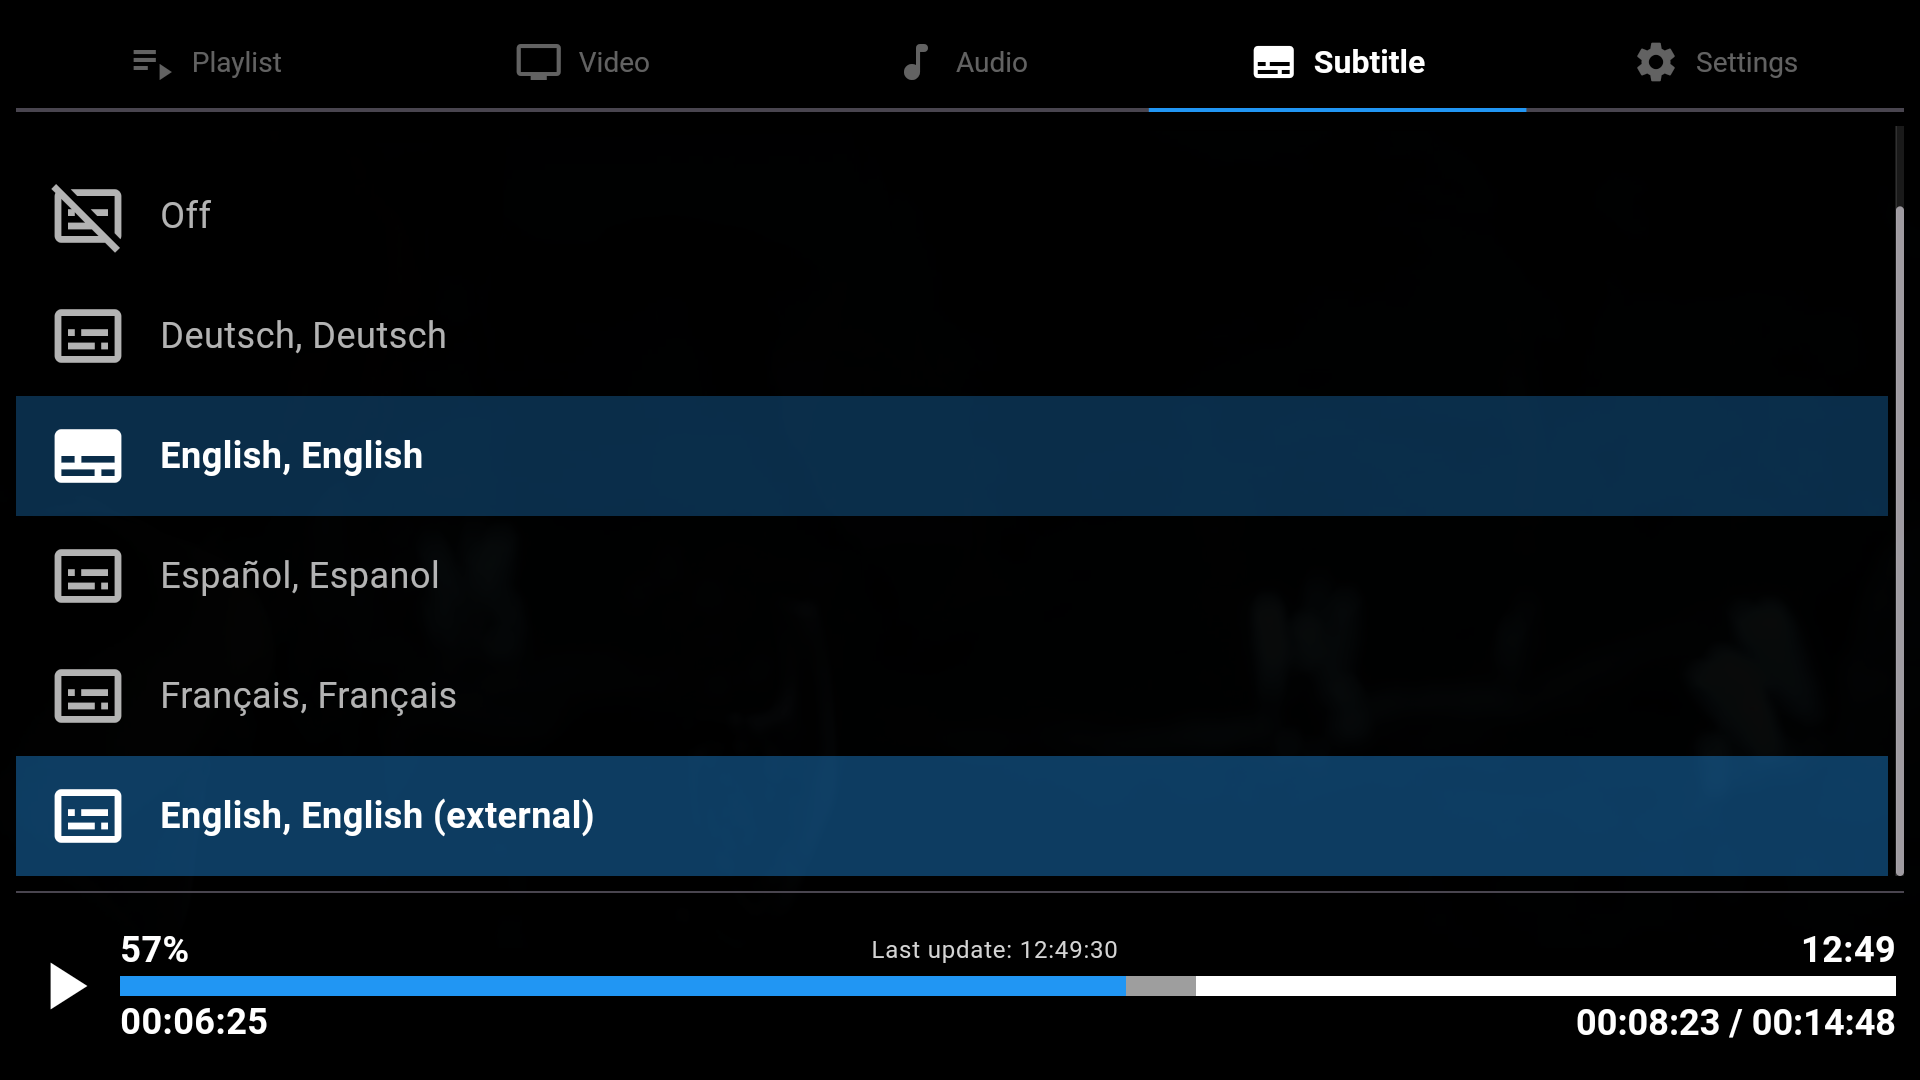 Playlist
Video
Audio
Subtitle
Settings
Off
Deutsch, Deutsch
English, English
Español, Espanol
Français, Français
English, English (external)
57%
Last update: 12:49:30
12:49
00:06:25
00:08:23 / 00:14:48